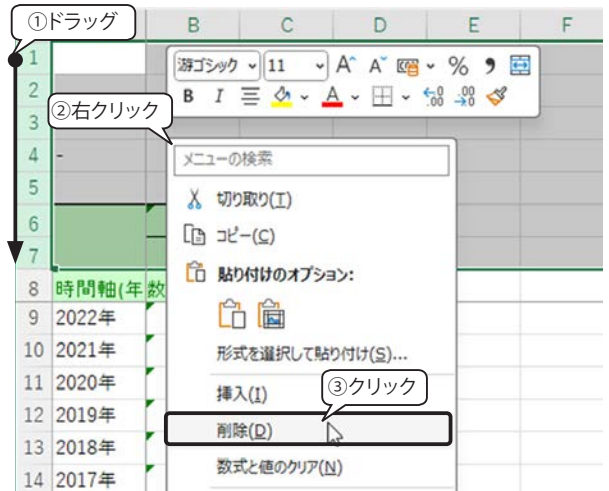 ①ドラッグ
B C D E F
1
游ゴシック 11 A^ Aˇ % 9
2
B I A
②右クリック
3
メニューの検索
4 -
切り取り(T)
5
6
コピー(C)
7
貼り付けのオプション:
8 時間軸(年 数
9 2022年
10 2021年
形式を選択して貼り付け(S)...
11 2020年
挿入(I)
③クリック
12 2019年
削除(D)
13 2018年
数式と値のクリア(N)
14 2017年